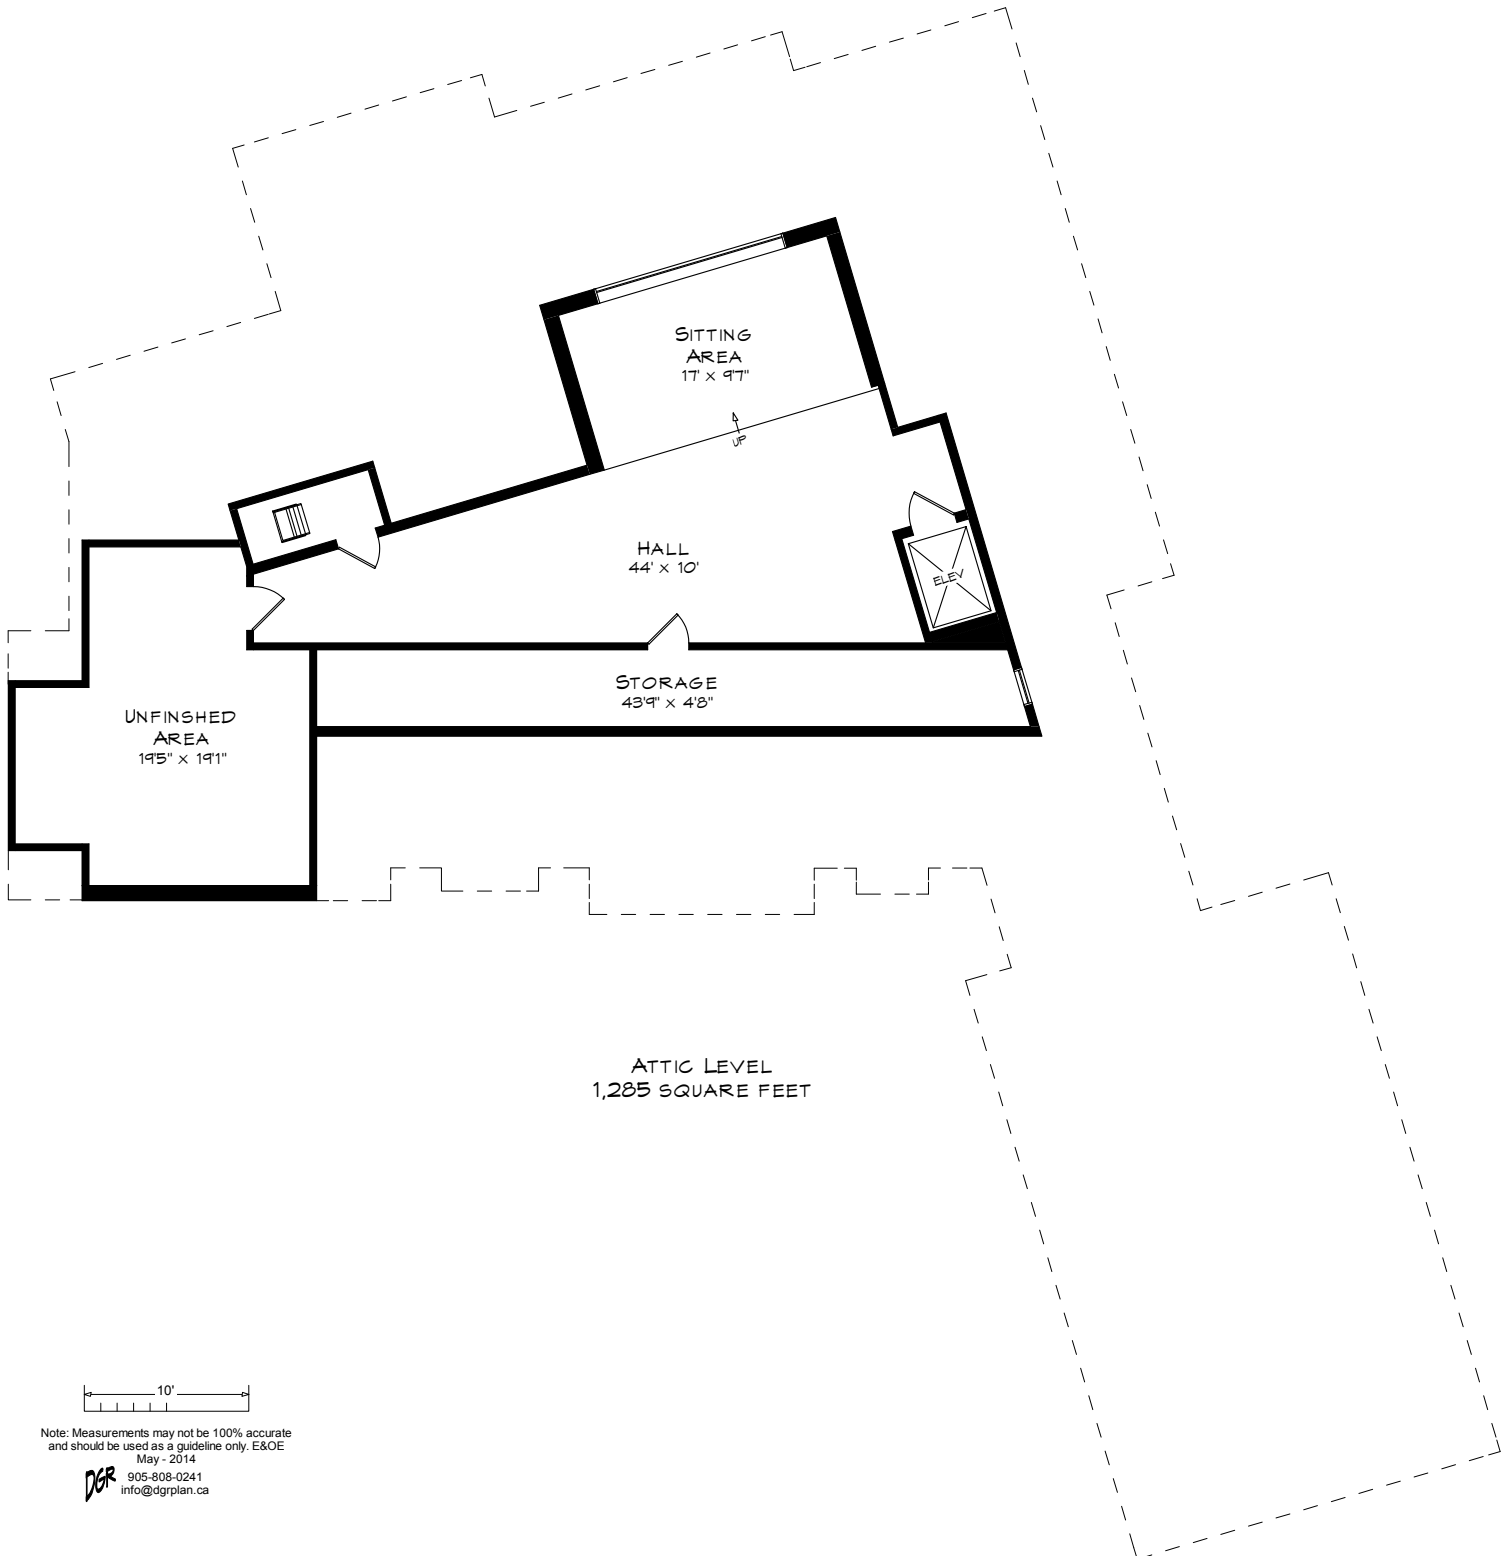 SITTING
AREA
17' x 9'7"
UP
HALL
44' x 10'
ELEV
STORAGE
43'9" x 4'8"
UNFINSHED
AREA
19'5" x 19'1"
ATTIC LEVEL
1,285 SQUARE FEET
10'
Note: Measurements may not be 100% accurate
and should be used as a guideline only. E&OE
May - 2014
DGR
905-808-0241
info@dgrplan.ca